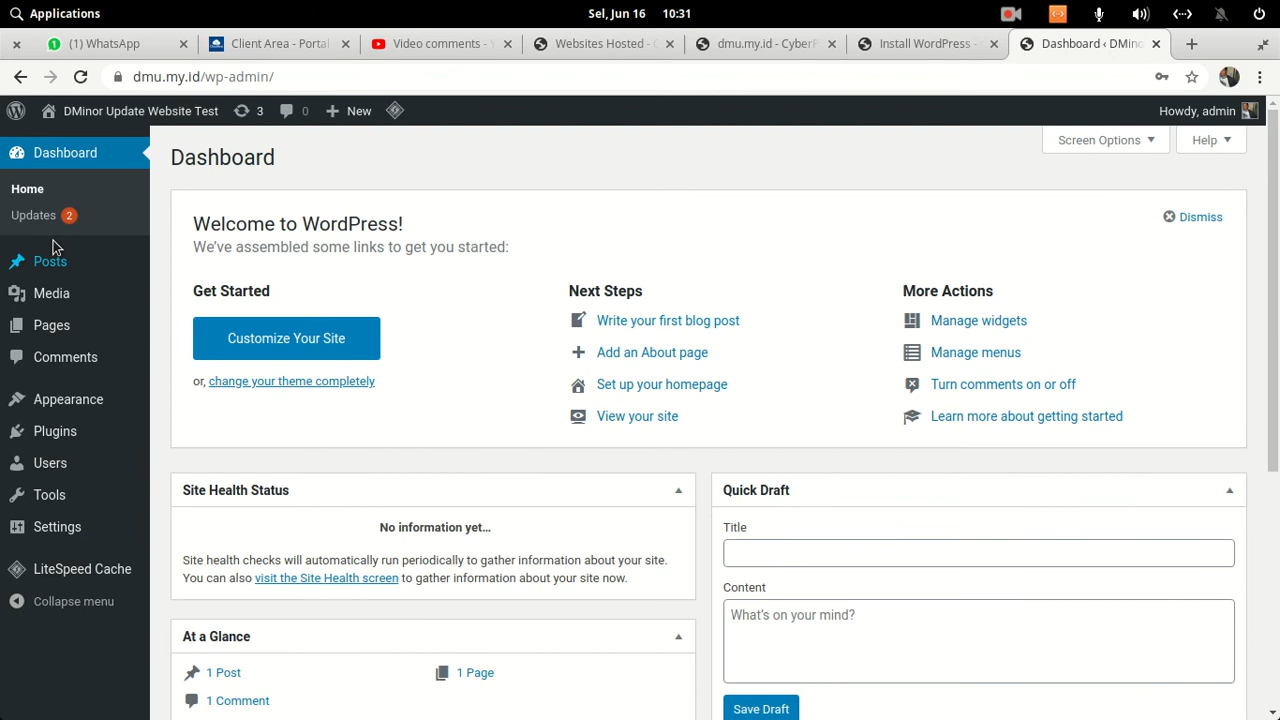 Applications
Sel, Jun 16 10:31
(1) WhatsApp
Client Area - Portal
Video comments - Y
Websites Hosted - C
dmu.my.id - CyberP
Install WordPress -
Dashboard ‹ DMino
dmu.my.id/wp-admin/
DMinor Update Website Test
3
0
New
Howdy, admin
Dashboard
Home
Updates 2
Posts
Media
Pages
Comments
Appearance
Plugins
Users
Tools
Settings
LiteSpeed Cache
Collapse menu
Dashboard
Screen Options
Help
Welcome to WordPress!
We've assembled some links to get you started:
Dismiss
Get Started
Customize Your Site
or, change your theme completely
Next Steps
Write your first blog post
Add an About page
Set up your homepage
View your site
More Actions
Manage widgets
Manage menus
Turn comments on or off
Learn more about getting started
Site Health Status
No information yet…
Site health checks will automatically run periodically to gather information about your site.
You can also visit the Site Health screen to gather information about your site now.
At a Glance
1 Post
1 Page
1 Comment
Quick Draft
Title
Content
What's on your mind?
Save Draft